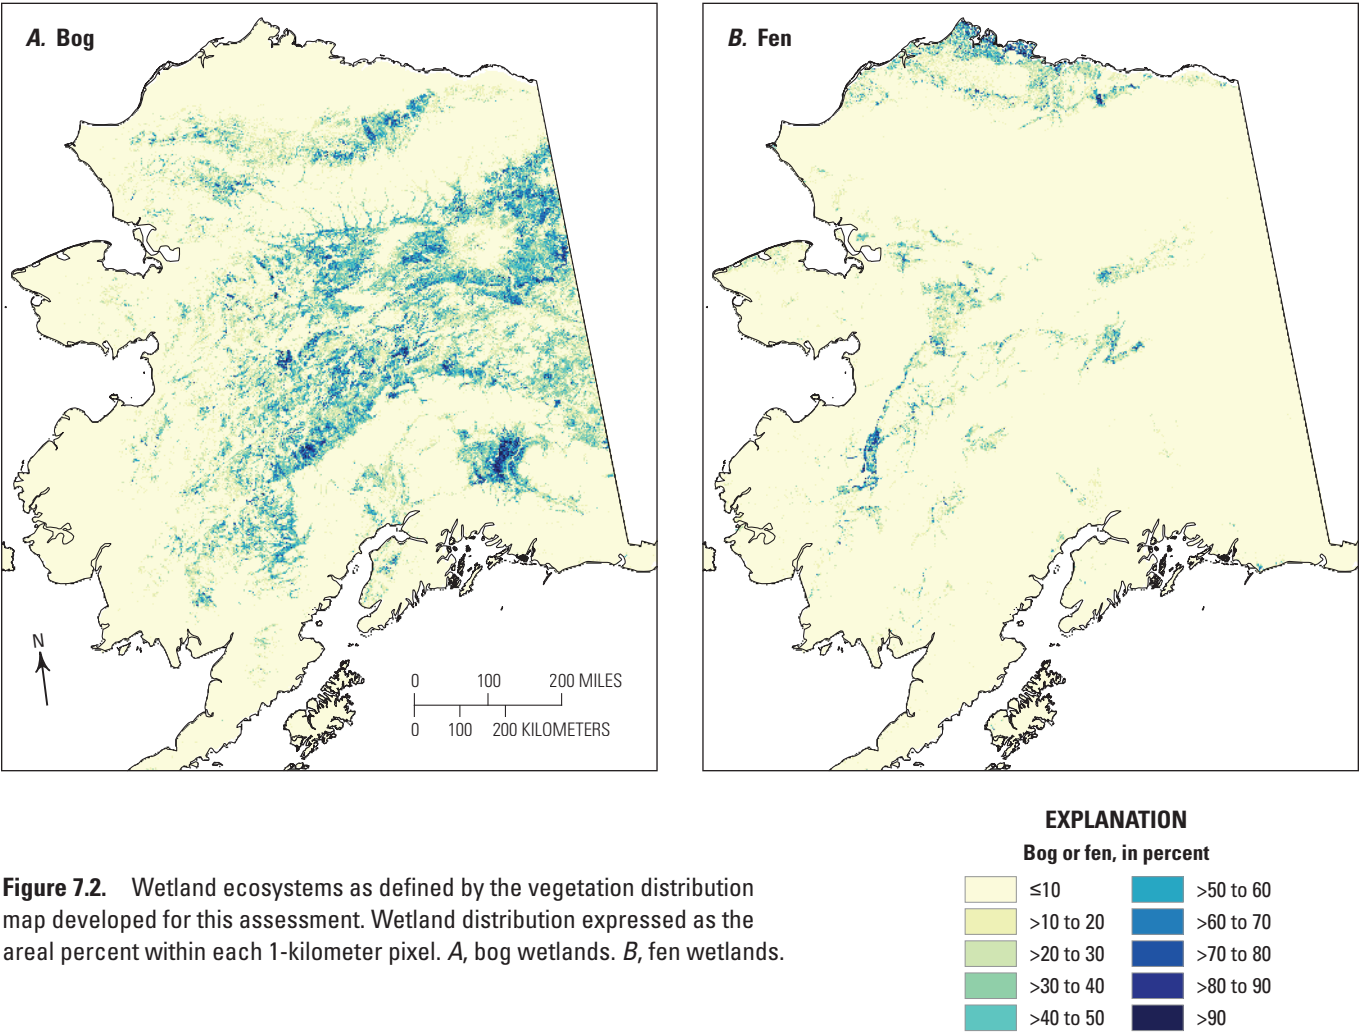 A. Bog
B. Fen
N
0 100 200 MILES
0 100 200 KILOMETERS
EXPLANATION
Bog or fen, in percent
≤10
>10 to 20
>20 to 30
>30 to 40
>40 to 50
>50 to 60
>60 to 70
>70 to 80
>80 to 90
>90
Figure 7.2. Wetland ecosystems as defined by the vegetation distribution
map developed for this assessment. Wetland distribution expressed as the
areal percent within each 1-kilometer pixel. A, bog wetlands. B, fen wetlands.